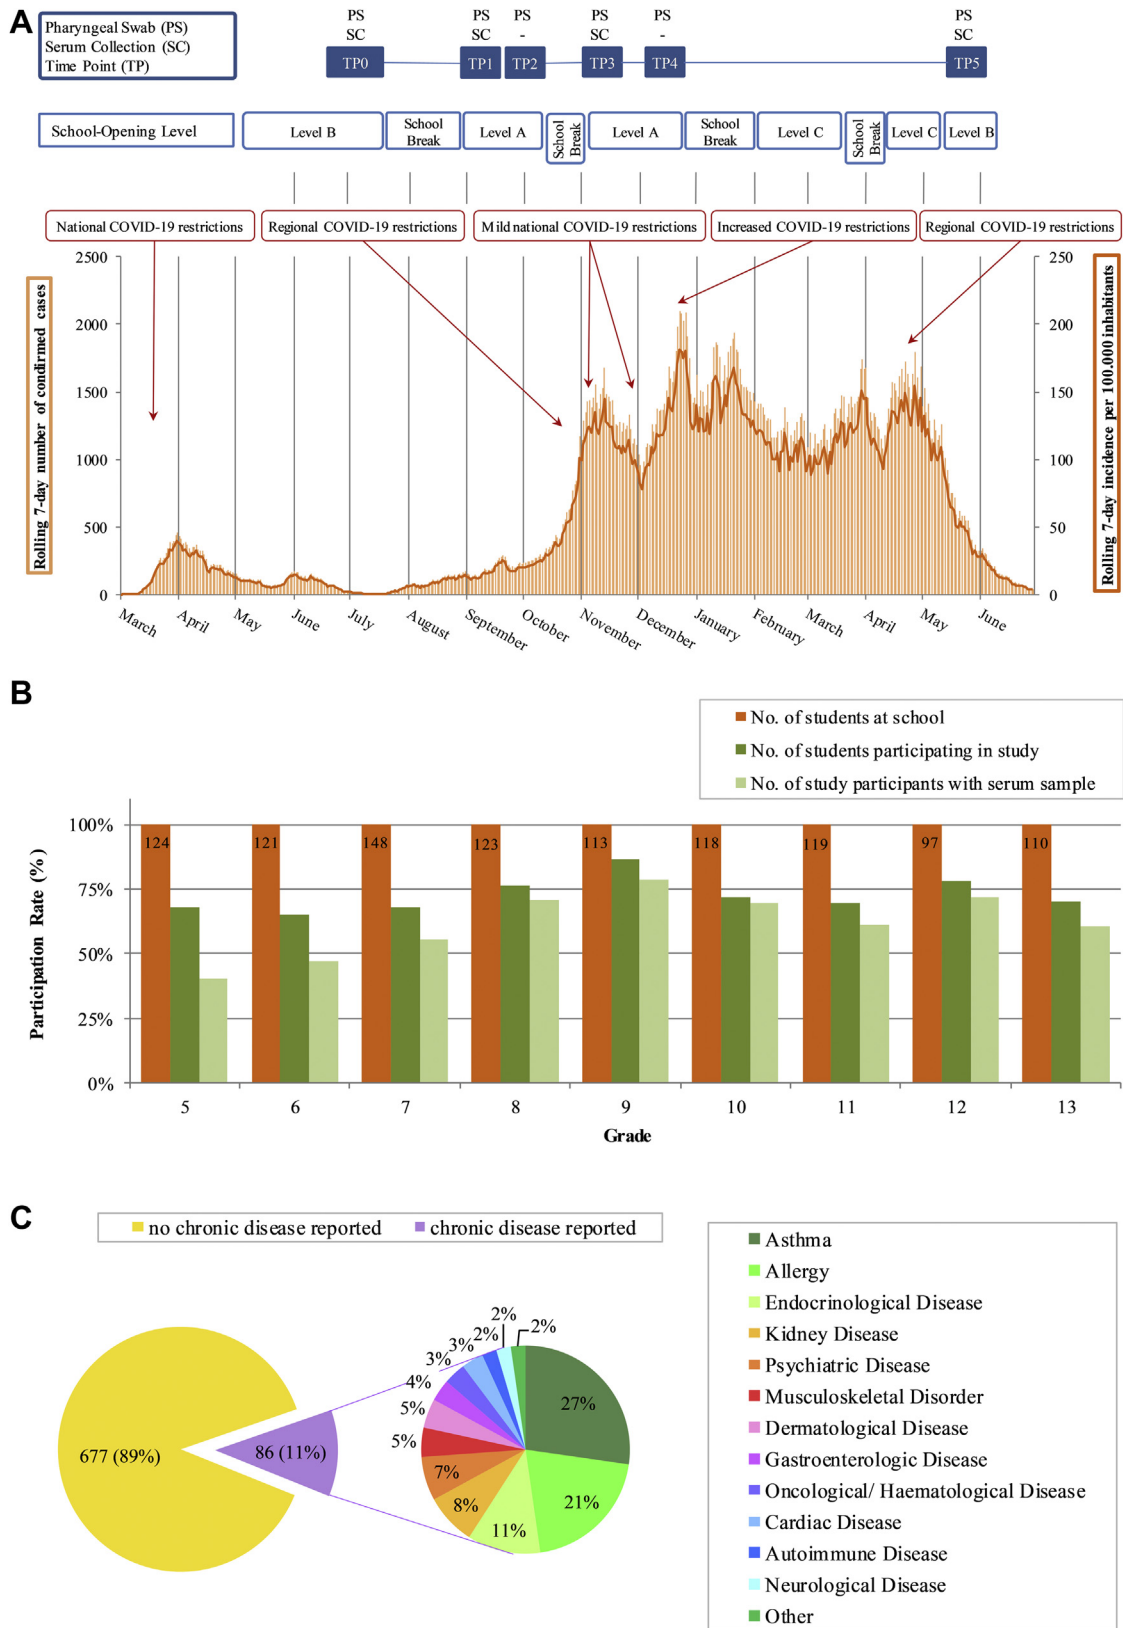 A
Pharyngeal Swab (PS)
Serum Collection (SC)
Time Point (TP)
PS PS PS PS PS PS
SC SC - SC - SC
TP0 TP1 TP2 TP3 TP4 TP5
School-Opening Level
Level B
School
Break
Level A
School
Break
Level A
School
Break
Level C
School
Break
Level C
Level B
National COVID-19 restrictions
Regional COVID-19 restrictions
Mild national COVID-19 restrictions
Increased COVID-19 restrictions
Regional COVID-19 restrictions
Rolling 7-day number of condirmed cases
2500
2000
1500
1000
500
0
250
200
150
100
50
0
Rolling 7-day incidence per 100.000 inhabitants
March April May June July August September October November December January February March April May June
B
No. of students at school
No. of students participating in study
No. of study participants with serum sample
Participation Rate (%)
100%
75%
50%
25%
0%
124 121 148 123 113 118 119 97 110
5 6 7 8 9 10 11 12 13
Grade
C
no chronic disease reported
chronic disease reported
677 (89%)
86 (11%)
27%
21%
11%
8%
7%
5%
5%
4%
3%
3%
2%
2%
2%
Asthma
Allergy
Endocrinological Disease
Kidney Disease
Psychiatric Disease
Musculoskeletal Disorder
Dermatological Disease
Gastroenterologic Disease
Oncological/ Haematological Disease
Cardiac Disease
Autoimmune Disease
Neurological Disease
Other